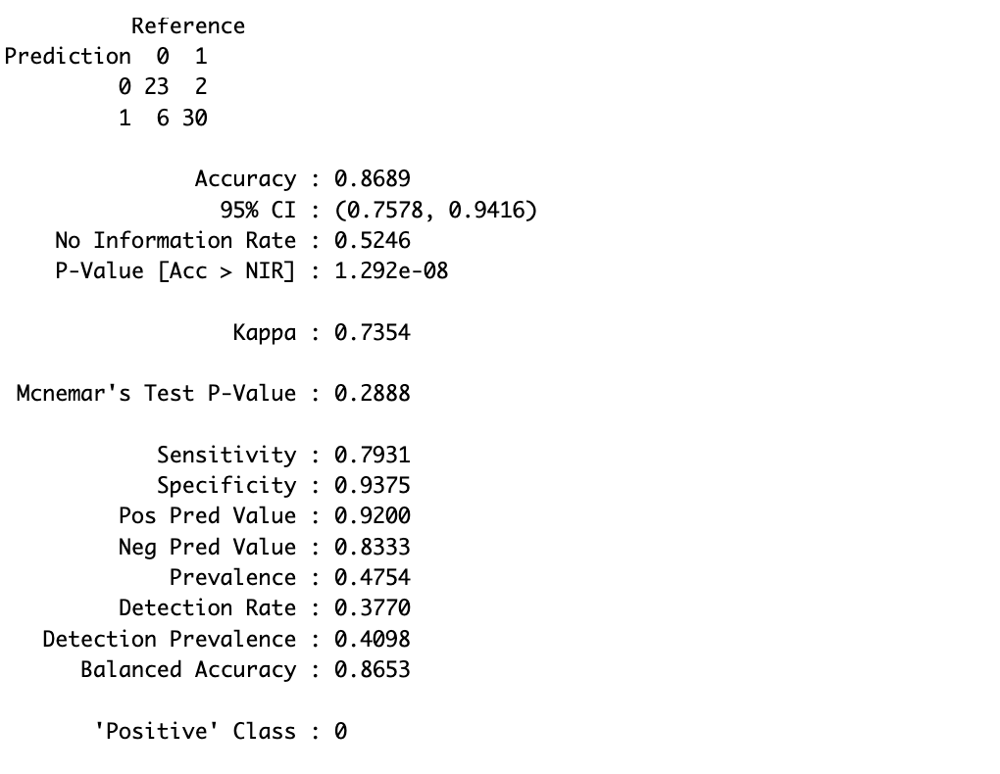 Reference
Prediction 0 1
0 23 2
1 6 30
Accuracy : 0.8689
95% CI : (0.7578, 0.9416)
No Information Rate : 0.5246
P-Value [Acc > NIR] : 1.292e-08
Kappa : 0.7354
Mcnemar's Test P-Value : 0.2888
Sensitivity : 0.7931
Specificity : 0.9375
Pos Pred Value : 0.9200
Neg Pred Value : 0.8333
Prevalence : 0.4754
Detection Rate : 0.3770
Detection Prevalence : 0.4098
Balanced Accuracy : 0.8653
'Positive' Class : 0